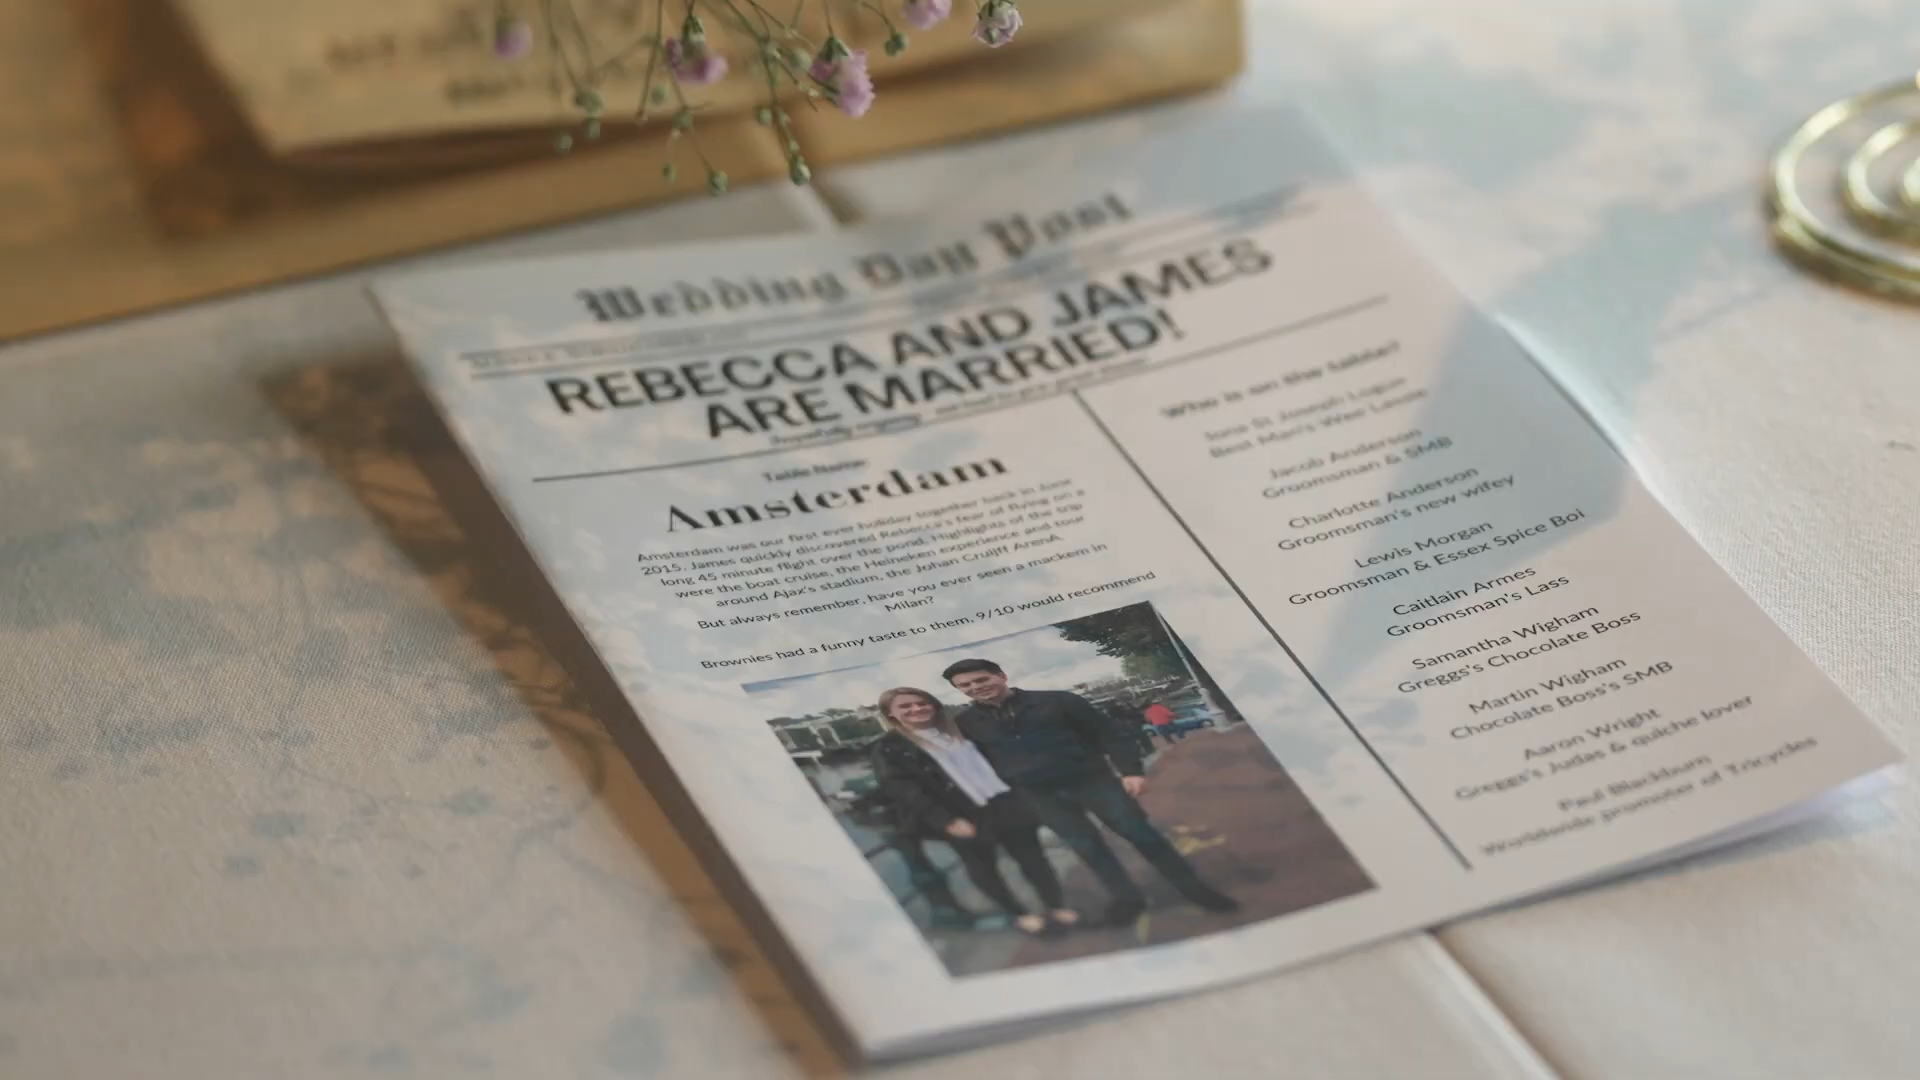 Wedding Day Post
REBECCA AND JAMES
ARE MARRIED!
Table Name
Amsterdam
Amsterdam was our first ever holiday together back in June
2015. James quickly discovered Rebecca's fear of flying on a
long 45 minute flight over the pond. Highlights of the trip
were the boat cruise, the Heineken experience and tour
around Ajax's stadium, the Johan Cruijff ArenA.
But always remember, have you ever seen a mackem in
Milan?
Brownies had a funny taste to them, 9/10 would recommend
Who is on the table?
Joseph Logue
Best Man's Wee Lassie
Jacob Anderson
Groomsman & SMB
Charlotte Anderson
Groomsman's new wifey
Lewis Morgan
Groomsman & Essex Spice Boi
Caitlain Armes
Groomsman's Lass
Samantha Wigham
Greggs's Chocolate Boss
Martin Wigham
Chocolate Boss's SMB
Aaron Wright
Greggs's Judas & quiche lover
Paul Blackburn
Worldwide promoter of Tricycles